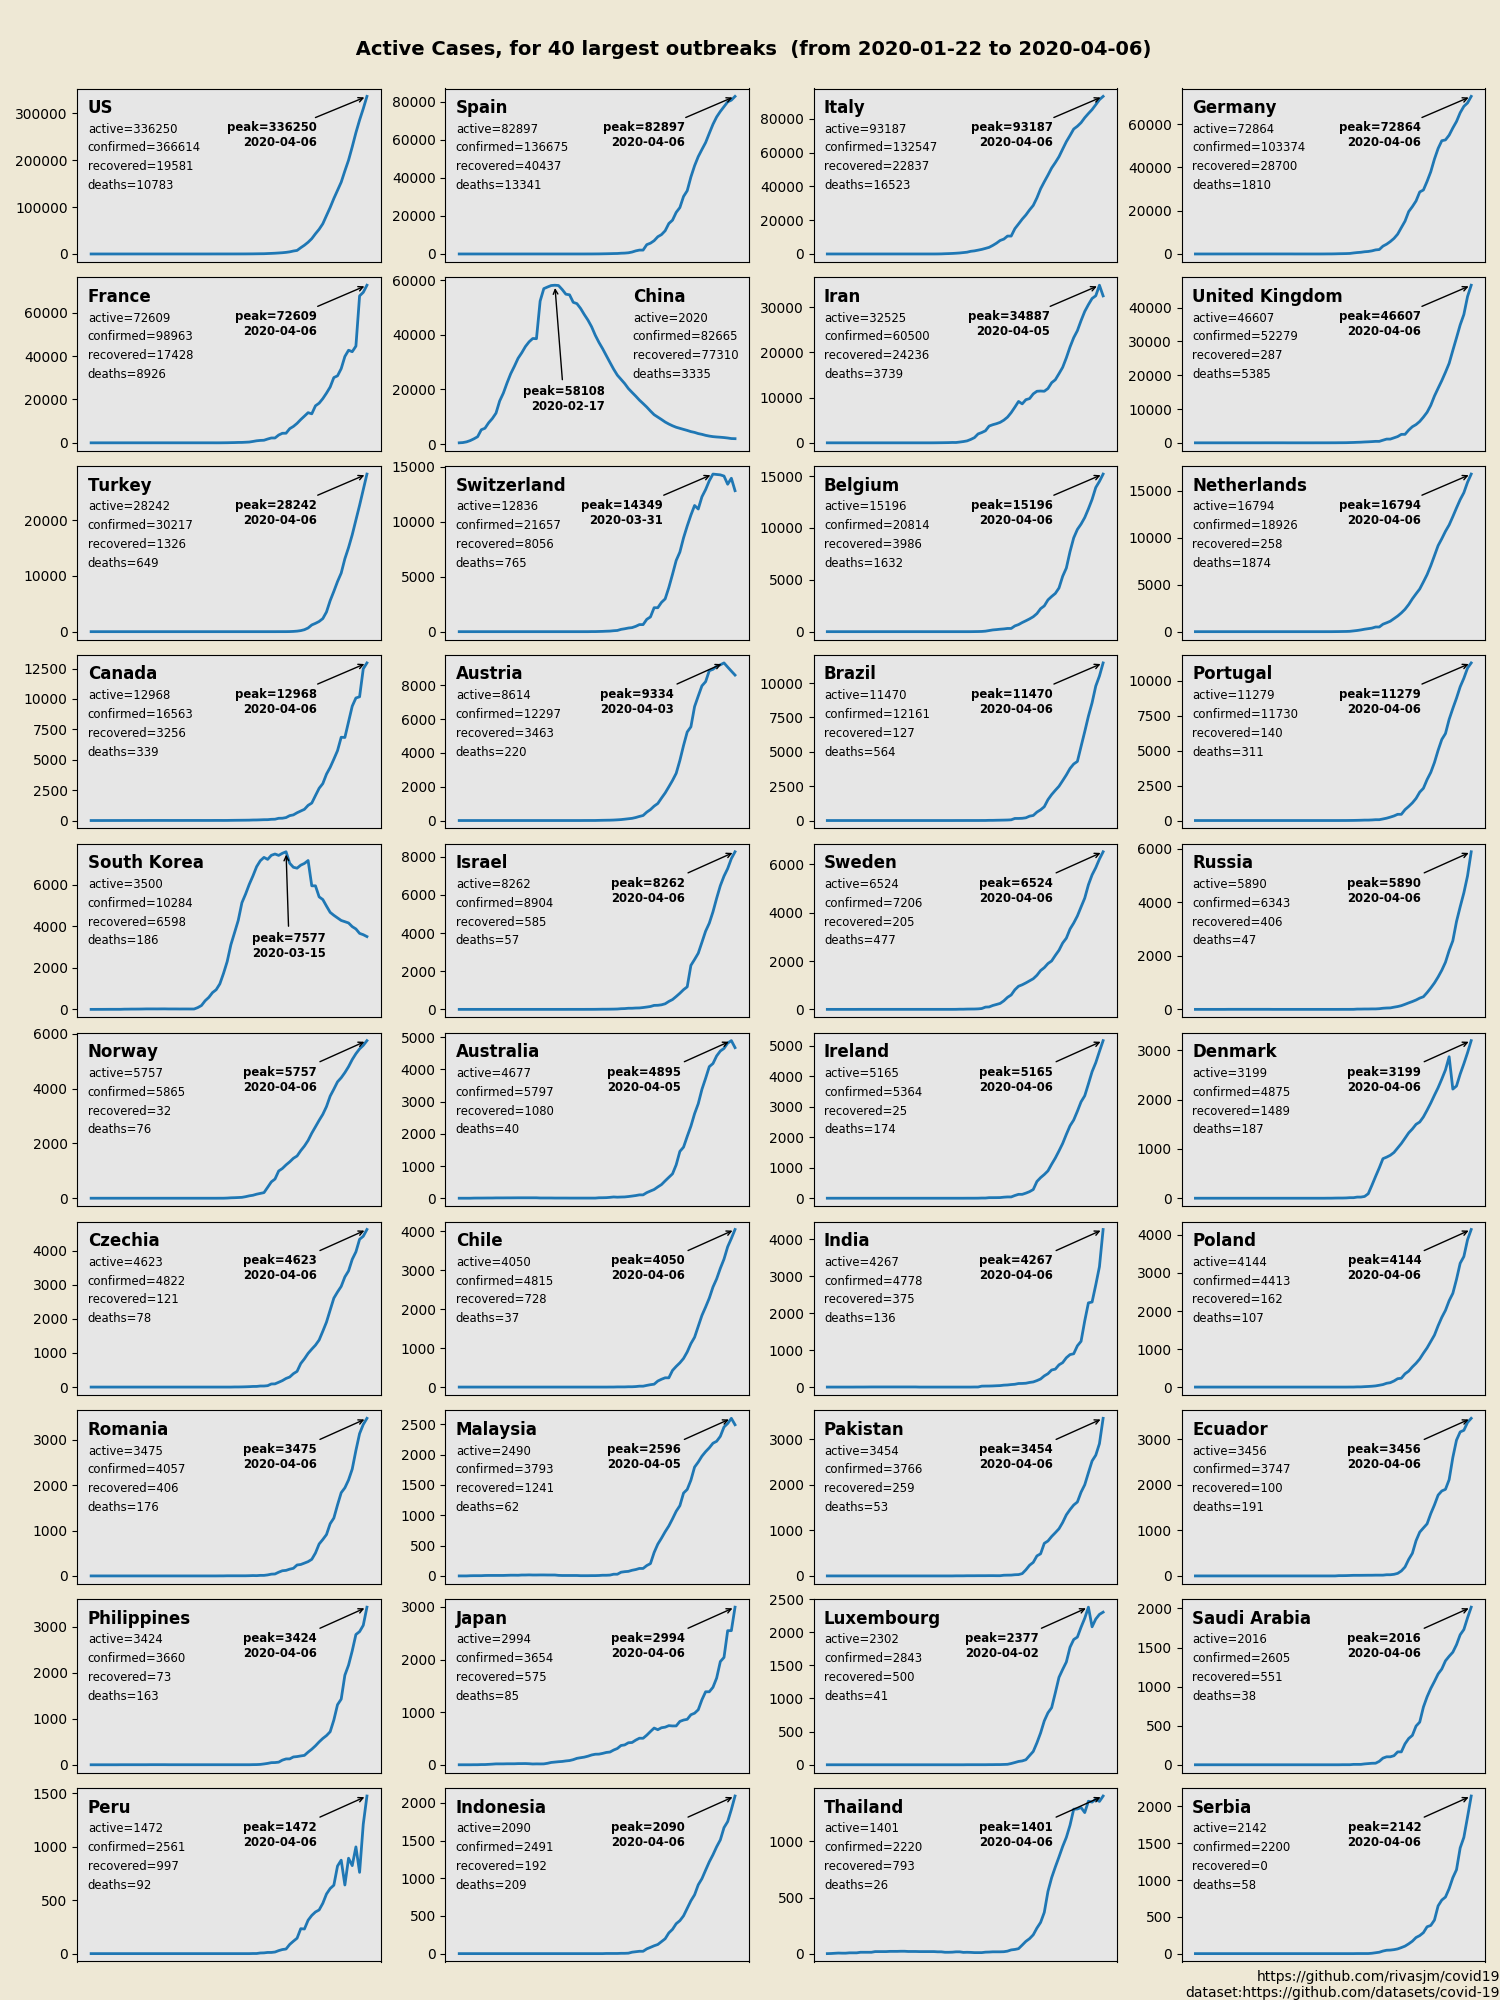 Active Cases, for 40 largest outbreaks  (from 2020-01-22 to 2020-04-06)
US
active=336250
confirmed=366614
recovered=19581
deaths=10783
peak=336250
2020-04-06
300000
200000
100000
0
Spain
active=82897
confirmed=136675
recovered=40437
deaths=13341
peak=82897
2020-04-06
80000
60000
40000
20000
0
Italy
active=93187
confirmed=132547
recovered=22837
deaths=16523
peak=93187
2020-04-06
80000
60000
40000
20000
0
Germany
active=72864
confirmed=103374
recovered=28700
deaths=1810
peak=72864
2020-04-06
60000
40000
20000
0
France
active=72609
confirmed=98963
recovered=17428
deaths=8926
peak=72609
2020-04-06
60000
40000
20000
0
China
active=2020
confirmed=82665
recovered=77310
deaths=3335
peak=58108
2020-02-17
60000
40000
20000
0
Iran
active=32525
confirmed=60500
recovered=24236
deaths=3739
peak=34887
2020-04-05
30000
20000
10000
0
United Kingdom
active=46607
confirmed=52279
recovered=287
deaths=5385
peak=46607
2020-04-06
40000
30000
20000
10000
0
Turkey
active=28242
confirmed=30217
recovered=1326
deaths=649
peak=28242
2020-04-06
20000
10000
0
Switzerland
active=12836
confirmed=21657
recovered=8056
deaths=765
peak=14349
2020-03-31
15000
10000
5000
0
Belgium
active=15196
confirmed=20814
recovered=3986
deaths=1632
peak=15196
2020-04-06
15000
10000
5000
0
Netherlands
active=16794
confirmed=18926
recovered=258
deaths=1874
peak=16794
2020-04-06
15000
10000
5000
0
Canada
active=12968
confirmed=16563
recovered=3256
deaths=339
peak=12968
2020-04-06
12500
10000
7500
5000
2500
0
Austria
active=8614
confirmed=12297
recovered=3463
deaths=220
peak=9334
2020-04-03
8000
6000
4000
2000
0
Brazil
active=11470
confirmed=12161
recovered=127
deaths=564
peak=11470
2020-04-06
10000
7500
5000
2500
0
Portugal
active=11279
confirmed=11730
recovered=140
deaths=311
peak=11279
2020-04-06
10000
7500
5000
2500
0
South Korea
active=3500
confirmed=10284
recovered=6598
deaths=186
peak=7577
2020-03-15
6000
4000
2000
0
Israel
active=8262
confirmed=8904
recovered=585
deaths=57
peak=8262
2020-04-06
8000
6000
4000
2000
0
Sweden
active=6524
confirmed=7206
recovered=205
deaths=477
peak=6524
2020-04-06
6000
4000
2000
0
Russia
active=5890
confirmed=6343
recovered=406
deaths=47
peak=5890
2020-04-06
6000
4000
2000
0
Norway
active=5757
confirmed=5865
recovered=32
deaths=76
peak=5757
2020-04-06
6000
4000
2000
0
Australia
active=4677
confirmed=5797
recovered=1080
deaths=40
peak=4895
2020-04-05
5000
4000
3000
2000
1000
0
Ireland
active=5165
confirmed=5364
recovered=25
deaths=174
peak=5165
2020-04-06
5000
4000
3000
2000
1000
0
Denmark
active=3199
confirmed=4875
recovered=1489
deaths=187
peak=3199
2020-04-06
3000
2000
1000
0
Czechia
active=4623
confirmed=4822
recovered=121
deaths=78
peak=4623
2020-04-06
4000
3000
2000
1000
0
Chile
active=4050
confirmed=4815
recovered=728
deaths=37
peak=4050
2020-04-06
4000
3000
2000
1000
0
India
active=4267
confirmed=4778
recovered=375
deaths=136
peak=4267
2020-04-06
4000
3000
2000
1000
0
Poland
active=4144
confirmed=4413
recovered=162
deaths=107
peak=4144
2020-04-06
4000
3000
2000
1000
0
Romania
active=3475
confirmed=4057
recovered=406
deaths=176
peak=3475
2020-04-06
3000
2000
1000
0
Malaysia
active=2490
confirmed=3793
recovered=1241
deaths=62
peak=2596
2020-04-05
2500
2000
1500
1000
500
0
Pakistan
active=3454
confirmed=3766
recovered=259
deaths=53
peak=3454
2020-04-06
3000
2000
1000
0
Ecuador
active=3456
confirmed=3747
recovered=100
deaths=191
peak=3456
2020-04-06
3000
2000
1000
0
Philippines
active=3424
confirmed=3660
recovered=73
deaths=163
peak=3424
2020-04-06
3000
2000
1000
0
Japan
active=2994
confirmed=3654
recovered=575
deaths=85
peak=2994
2020-04-06
3000
2000
1000
0
Luxembourg
active=2302
confirmed=2843
recovered=500
deaths=41
peak=2377
2020-04-02
2500
2000
1500
1000
500
0
Saudi Arabia
active=2016
confirmed=2605
recovered=551
deaths=38
peak=2016
2020-04-06
2000
1500
1000
500
0
Peru
active=1472
confirmed=2561
recovered=997
deaths=92
peak=1472
2020-04-06
1500
1000
500
0
Indonesia
active=2090
confirmed=2491
recovered=192
deaths=209
peak=2090
2020-04-06
2000
1500
1000
500
0
Thailand
active=1401
confirmed=2220
recovered=793
deaths=26
peak=1401
2020-04-06
1000
500
0
Serbia
active=2142
confirmed=2200
recovered=0
deaths=58
peak=2142
2020-04-06
2000
1500
1000
500
0
https://github.com/rivasjm/covid19
dataset:https://github.com/datasets/covid-19